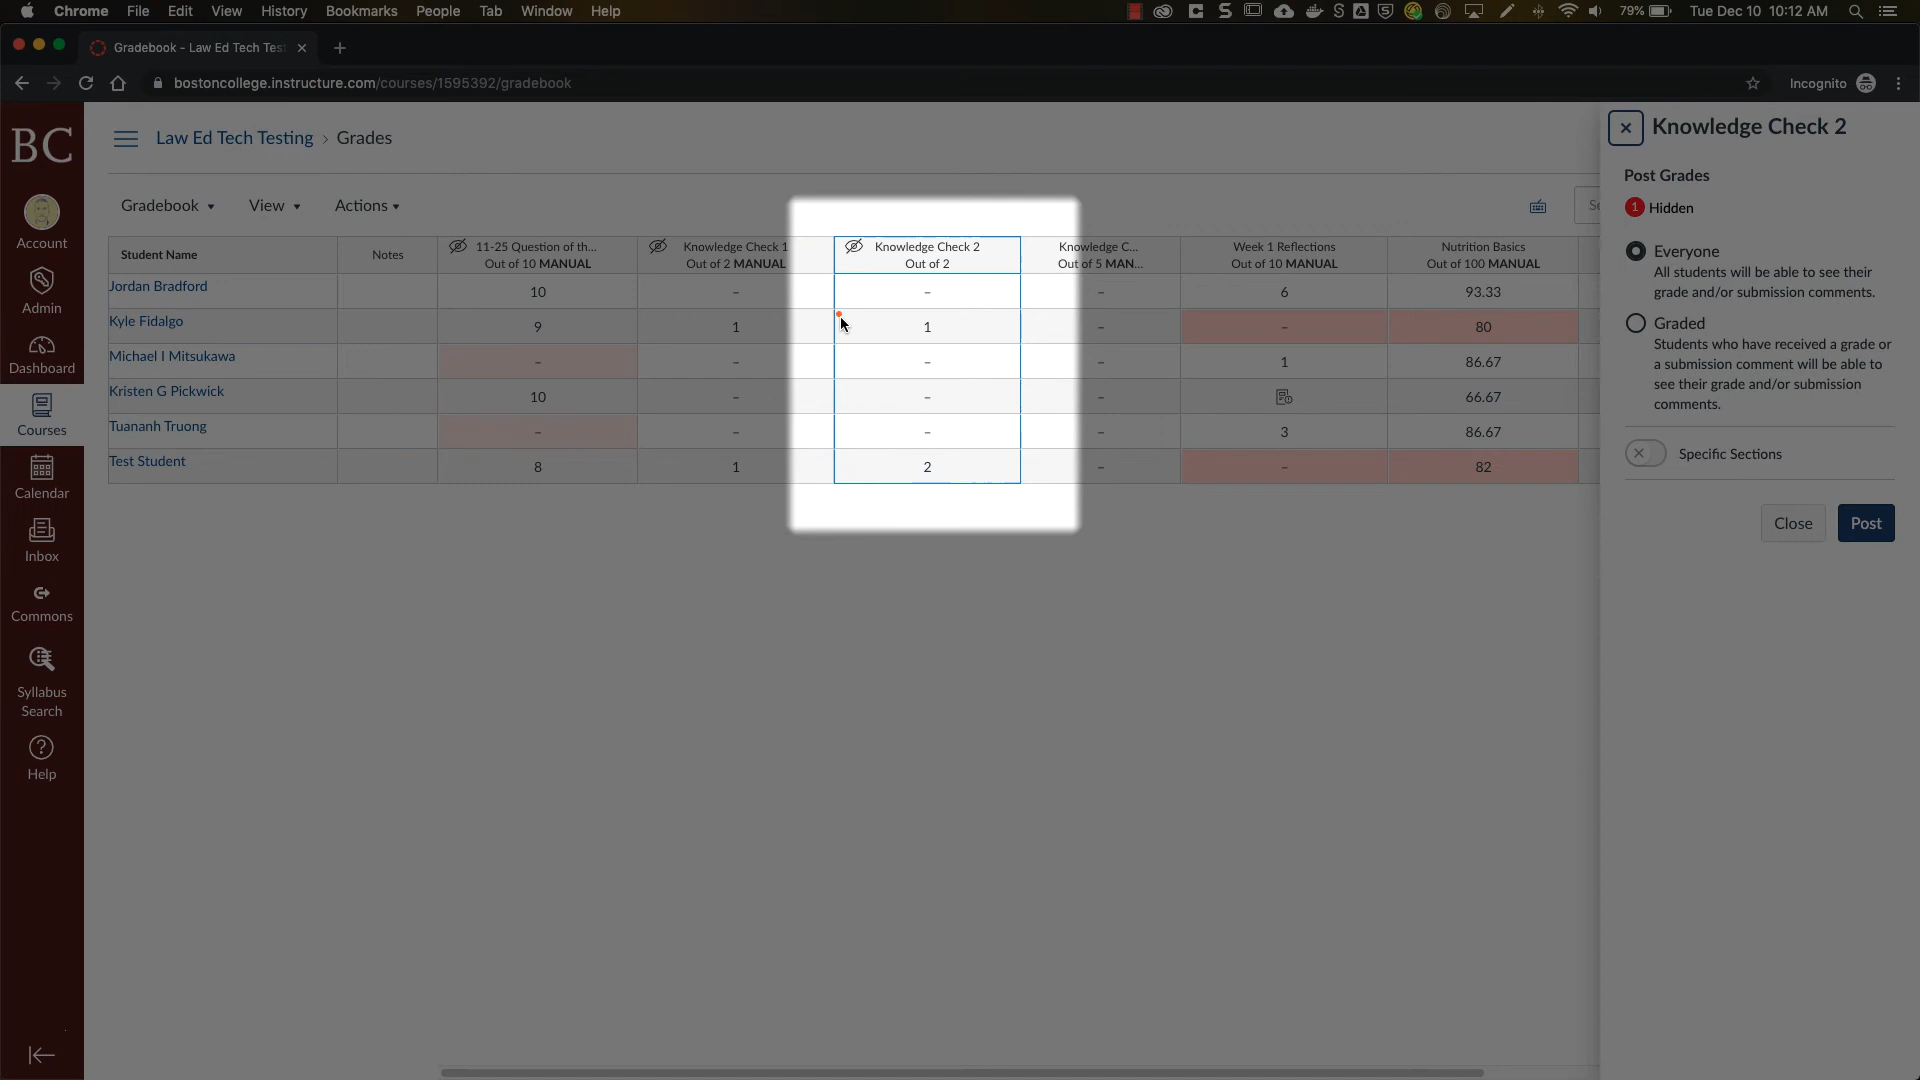 Chrome File Edit View History Bookmarks People Tab Window Help 79% Tue Dec 10 10:12 AM
Gradebook - Law Ed Tech Test
bostoncollege.instructure.com/courses/1595392/gradebook Incognito
BC
Account
Admin
Dashboard
Courses
Calendar
Inbox
Commons
Syllabus
Search
Help
Law Ed Tech Testing > Grades
Gradebook View Actions
Student Name Notes 11-25 Question of th... Knowledge Check 1 Knowledge Check 2 Knowledge C... Week 1 Reflections Nutrition Basics
Out of 10 MANUAL Out of 2 MANUAL Out of 2 Out of 5 MAN... Out of 10 MANUAL Out of 100 MANUAL
Jordan Bradford 10 – – – 6 93.33
Kyle Fidalgo 9 1 1 – – 80
Michael I Mitsukawa – – – – 1 86.67
Kristen G Pickwick 10 – – – 66.67
Tuananh Truong – – – – 3 86.67
Test Student 8 1 2 – – 82
Knowledge Check 2
Post Grades
1 Hidden
Everyone
All students will be able to see their
grade and/or submission comments.
Graded
Students who have received a grade or
a submission comment will be able to
see their grade and/or submission
comments.
Specific Sections
Close Post